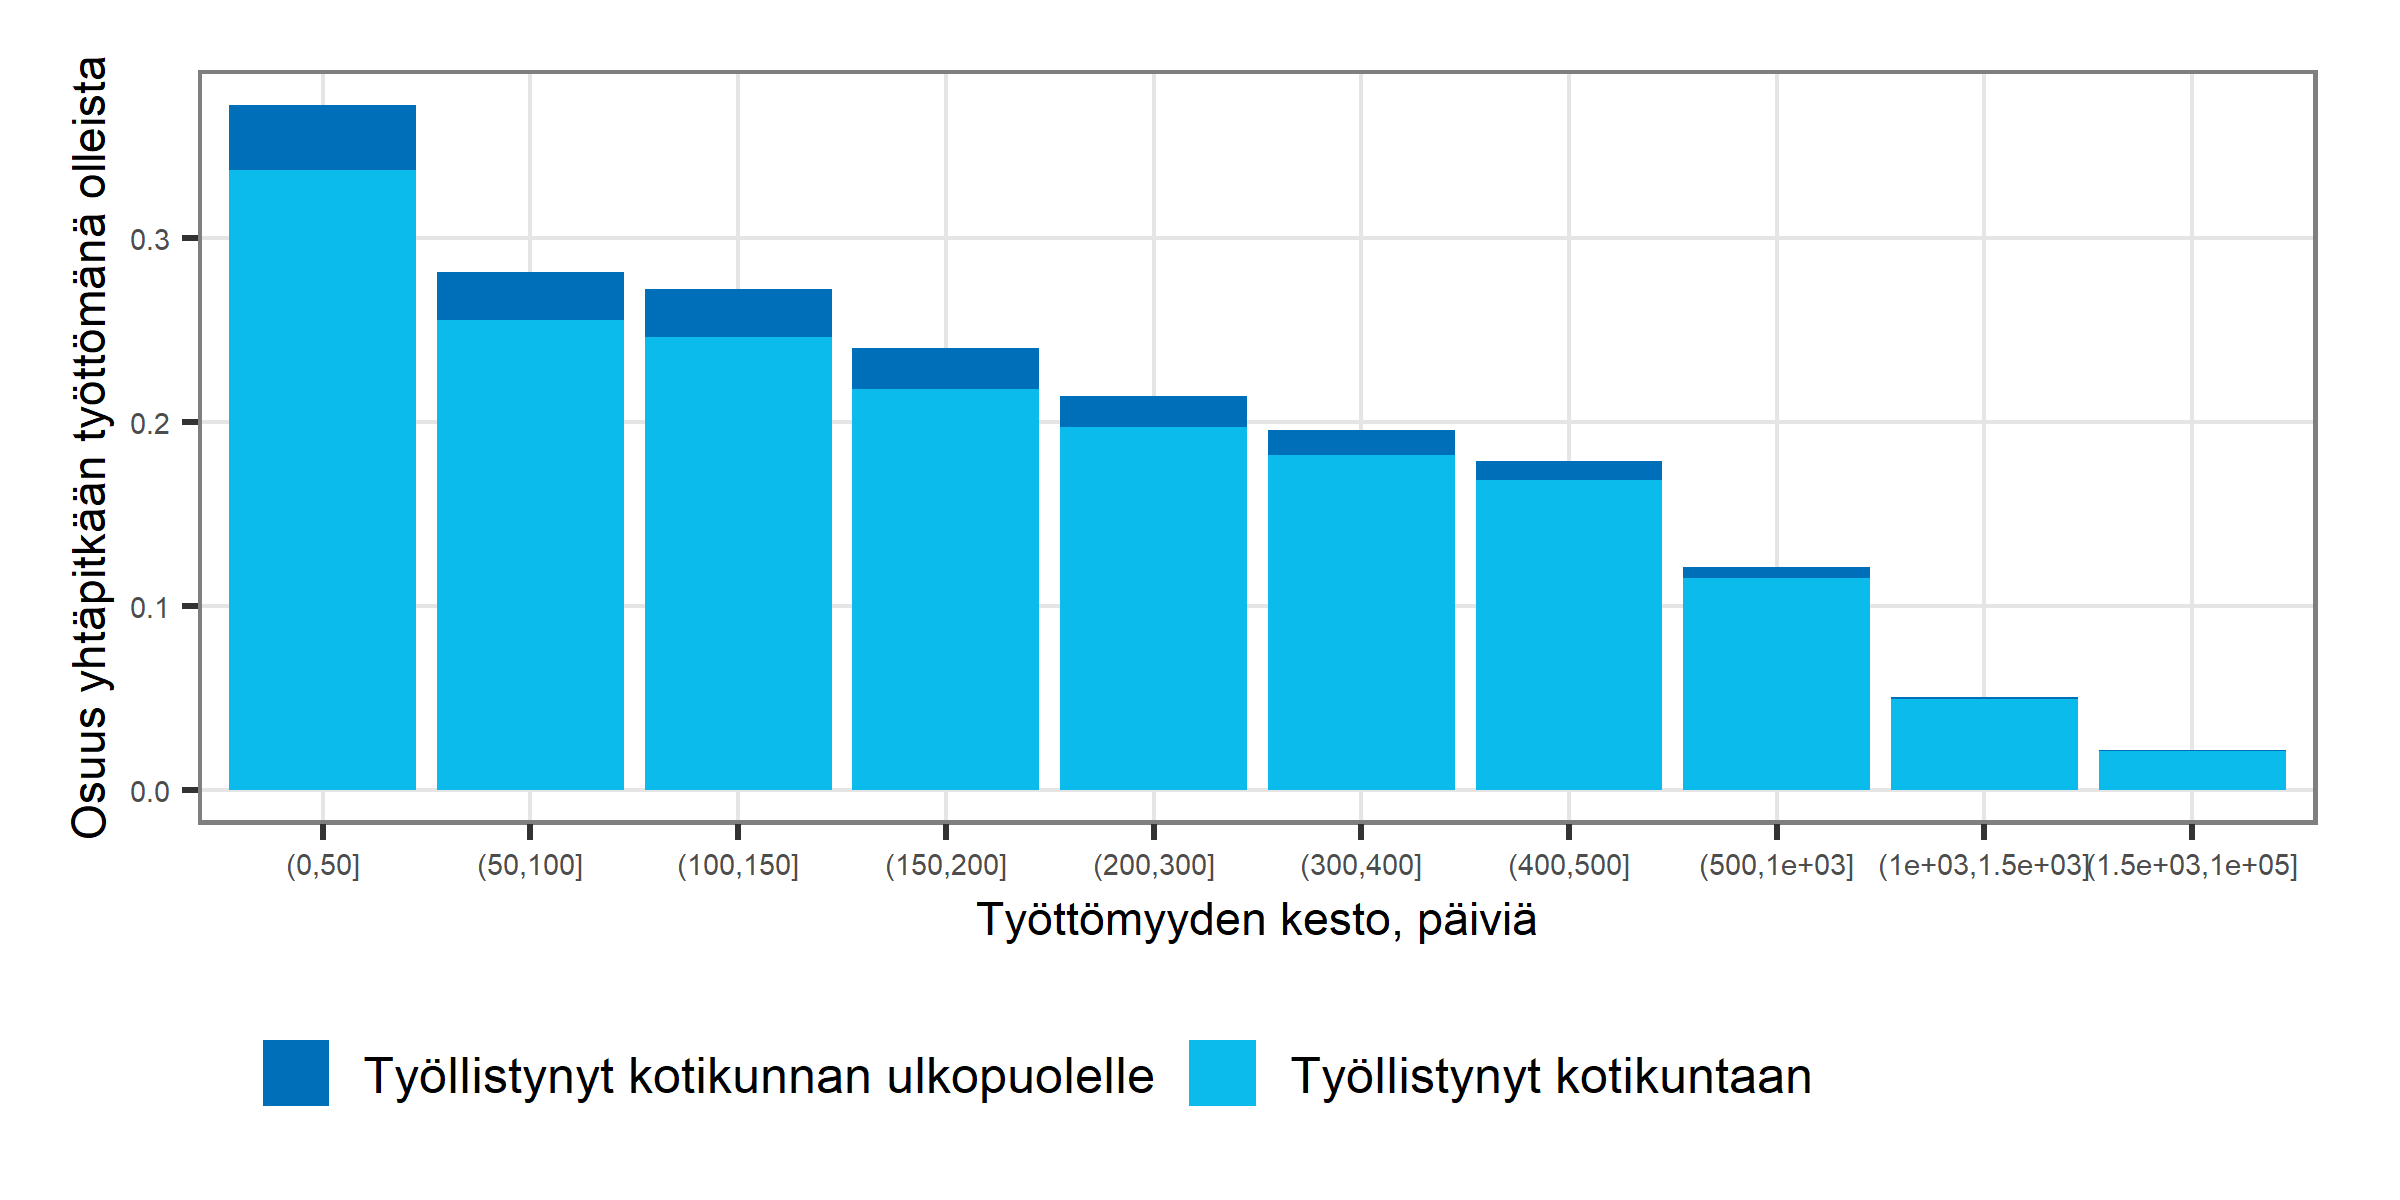 Osuus yhtäpitkään työttömänä olleista
0.3
0.2
0.1
0.0
(0,50] (50,100] (100,150] (150,200] (200,300] (300,400] (400,500] (500,1e+03] (1e+03,1.5e+03] (1.5e+03,1e+05]
Työttömyyden kesto, päiviä
Työllistynyt kotikunnan ulkopuolelle Työllistynyt kotikuntaan